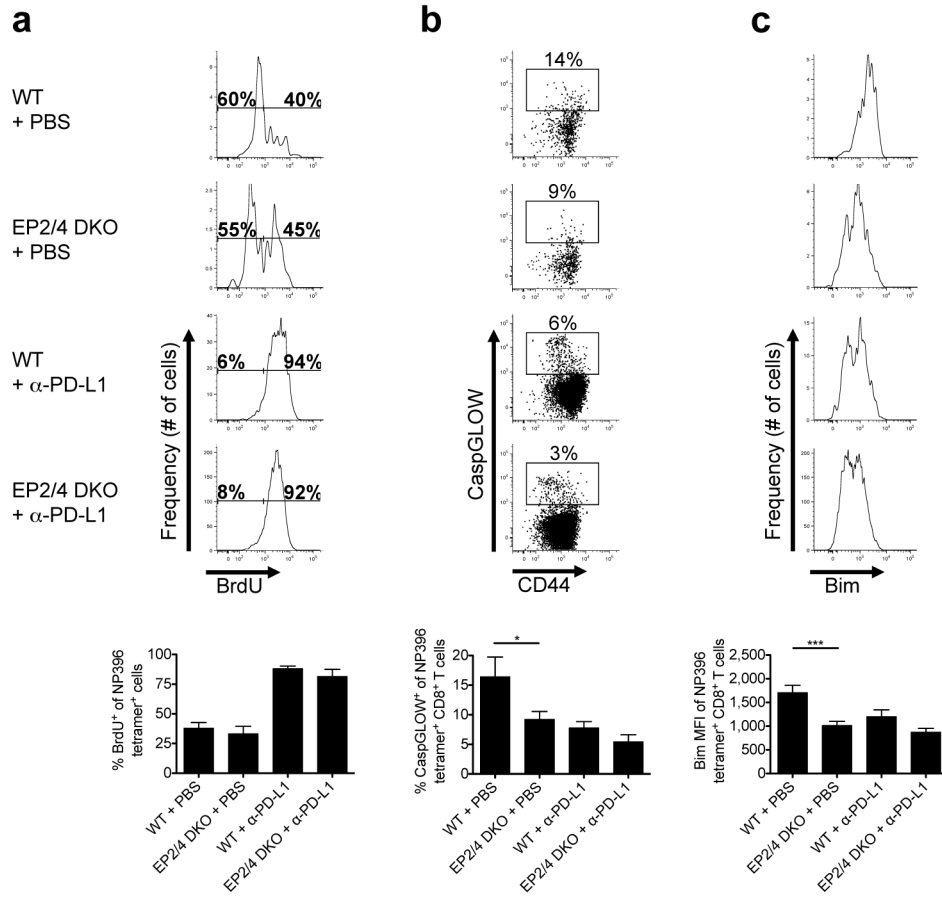 a
b
c
WT
+ PBS
60%
40%
14%
EP2/4 DKO
+ PBS
55%
45%
9%
WT
+ α-PD-L1
6%
94%
6%
EP2/4 DKO
+ α-PD-L1
8%
92%
3%
Frequency (# of cells)
BrdU
CaspGLOW
CD44
Frequency (# of cells)
Bim
% BrdU⁺ of NP396
tetramer⁺ cells
100
75
50
25
0
WT + PBS
EP2/4 DKO + PBS
WT + α-PD-L1
EP2/4 DKO + α-PD-L1
% CaspGLOW⁺ of NP396
tetramer⁺ CD8⁺ T cells
20
15
10
5
0
*
WT + PBS
EP2/4 DKO + PBS
WT + α-PD-L1
EP2/4 DKO + α-PD-L1
Bim MFI of NP396
tetramer⁺ CD8⁺ T cells
2,500
2,000
1,500
1,000
500
0
***
WT + PBS
EP2/4 DKO + PBS
WT + α-PD-L1
EP2/4 DKO + α-PD-L1